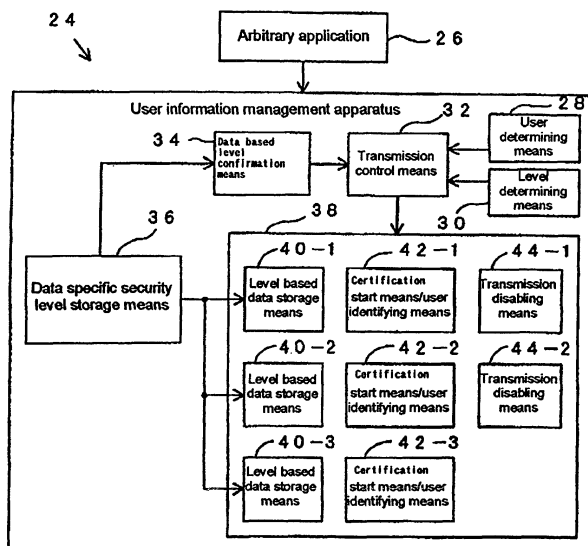 24
Arbitrary application
26
User information management apparatus
28
User
determining
means
32
34
Data based
level
confirmation
means
Transmission
control means
Level
determining
means
30
36
38
Data specific security
level storage means
40-1
42-1
44-1
Level based
data storage
means
Certification
start means/user
identifying means
Transmission
disabling
means
40-2
42-2
44-2
Level based
data storage
means
Certification
start means/user
identifying means
Transmission
disabling
means
40-3
42-3
Level based
data storage
means
Certification
start means/user
identifying means